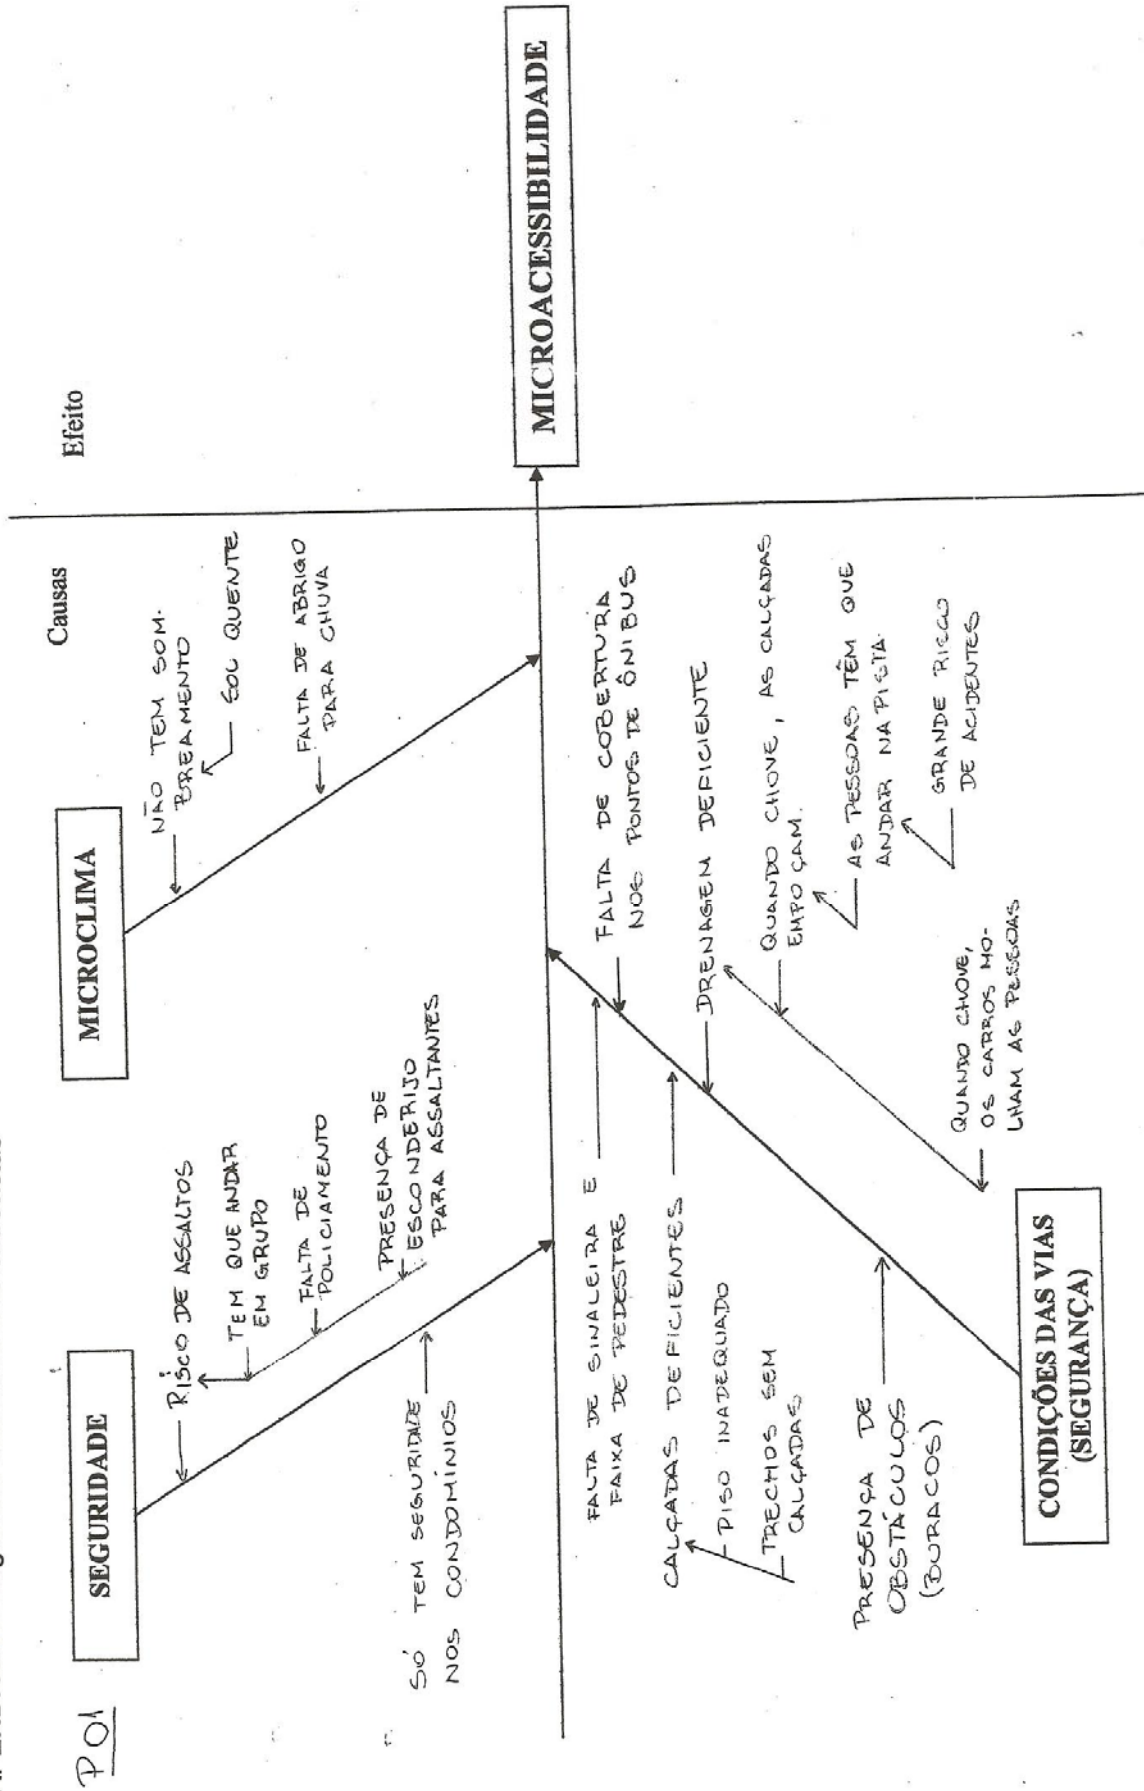 P01
Causas
Efeito
SEGURIDADE
RISCO DE ASSALTOS
TEM QUE ANDAR
EM GRUPO
FALTA DE
POLICIAMENTO
PRESENÇA DE
ESCONDERIJO
PARA ASSALTANTES
SÓ TEM SEGURIDADE
NOS CONDOMÍNIOS
MICROCLIMA
NÃO TEM SOM-
BREAMENTO
SOL QUENTE
FALTA DE ABRIGO
PARA CHUVA
MICROACESSIBILIDADE
FALTA DE SINALEIRA E
FAIXA DE PEDESTRE
FALTA DE COBERTURA
NOS PONTOS DE ÔNIBUS
CALÇADAS DEFICIENTES
PISO INADEQUADO
TRECHOS SEM
CALÇADAS
DRENAGEM DEFICIENTE
QUANDO CHOVE, AS CALÇADAS
EMPOÇAM.
AS PESSOAS TÊM QUE
ANDAR NA PISTA.
GRANDE RISCO
DE ACIDENTES
QUANDO CHOVE,
OS CARROS MO-
LHAM AS PESSOAS
PRESENÇA DE
OBSTÁCULOS
(BURACOS)
CONDIÇÕES DAS VIAS
(SEGURANÇA)